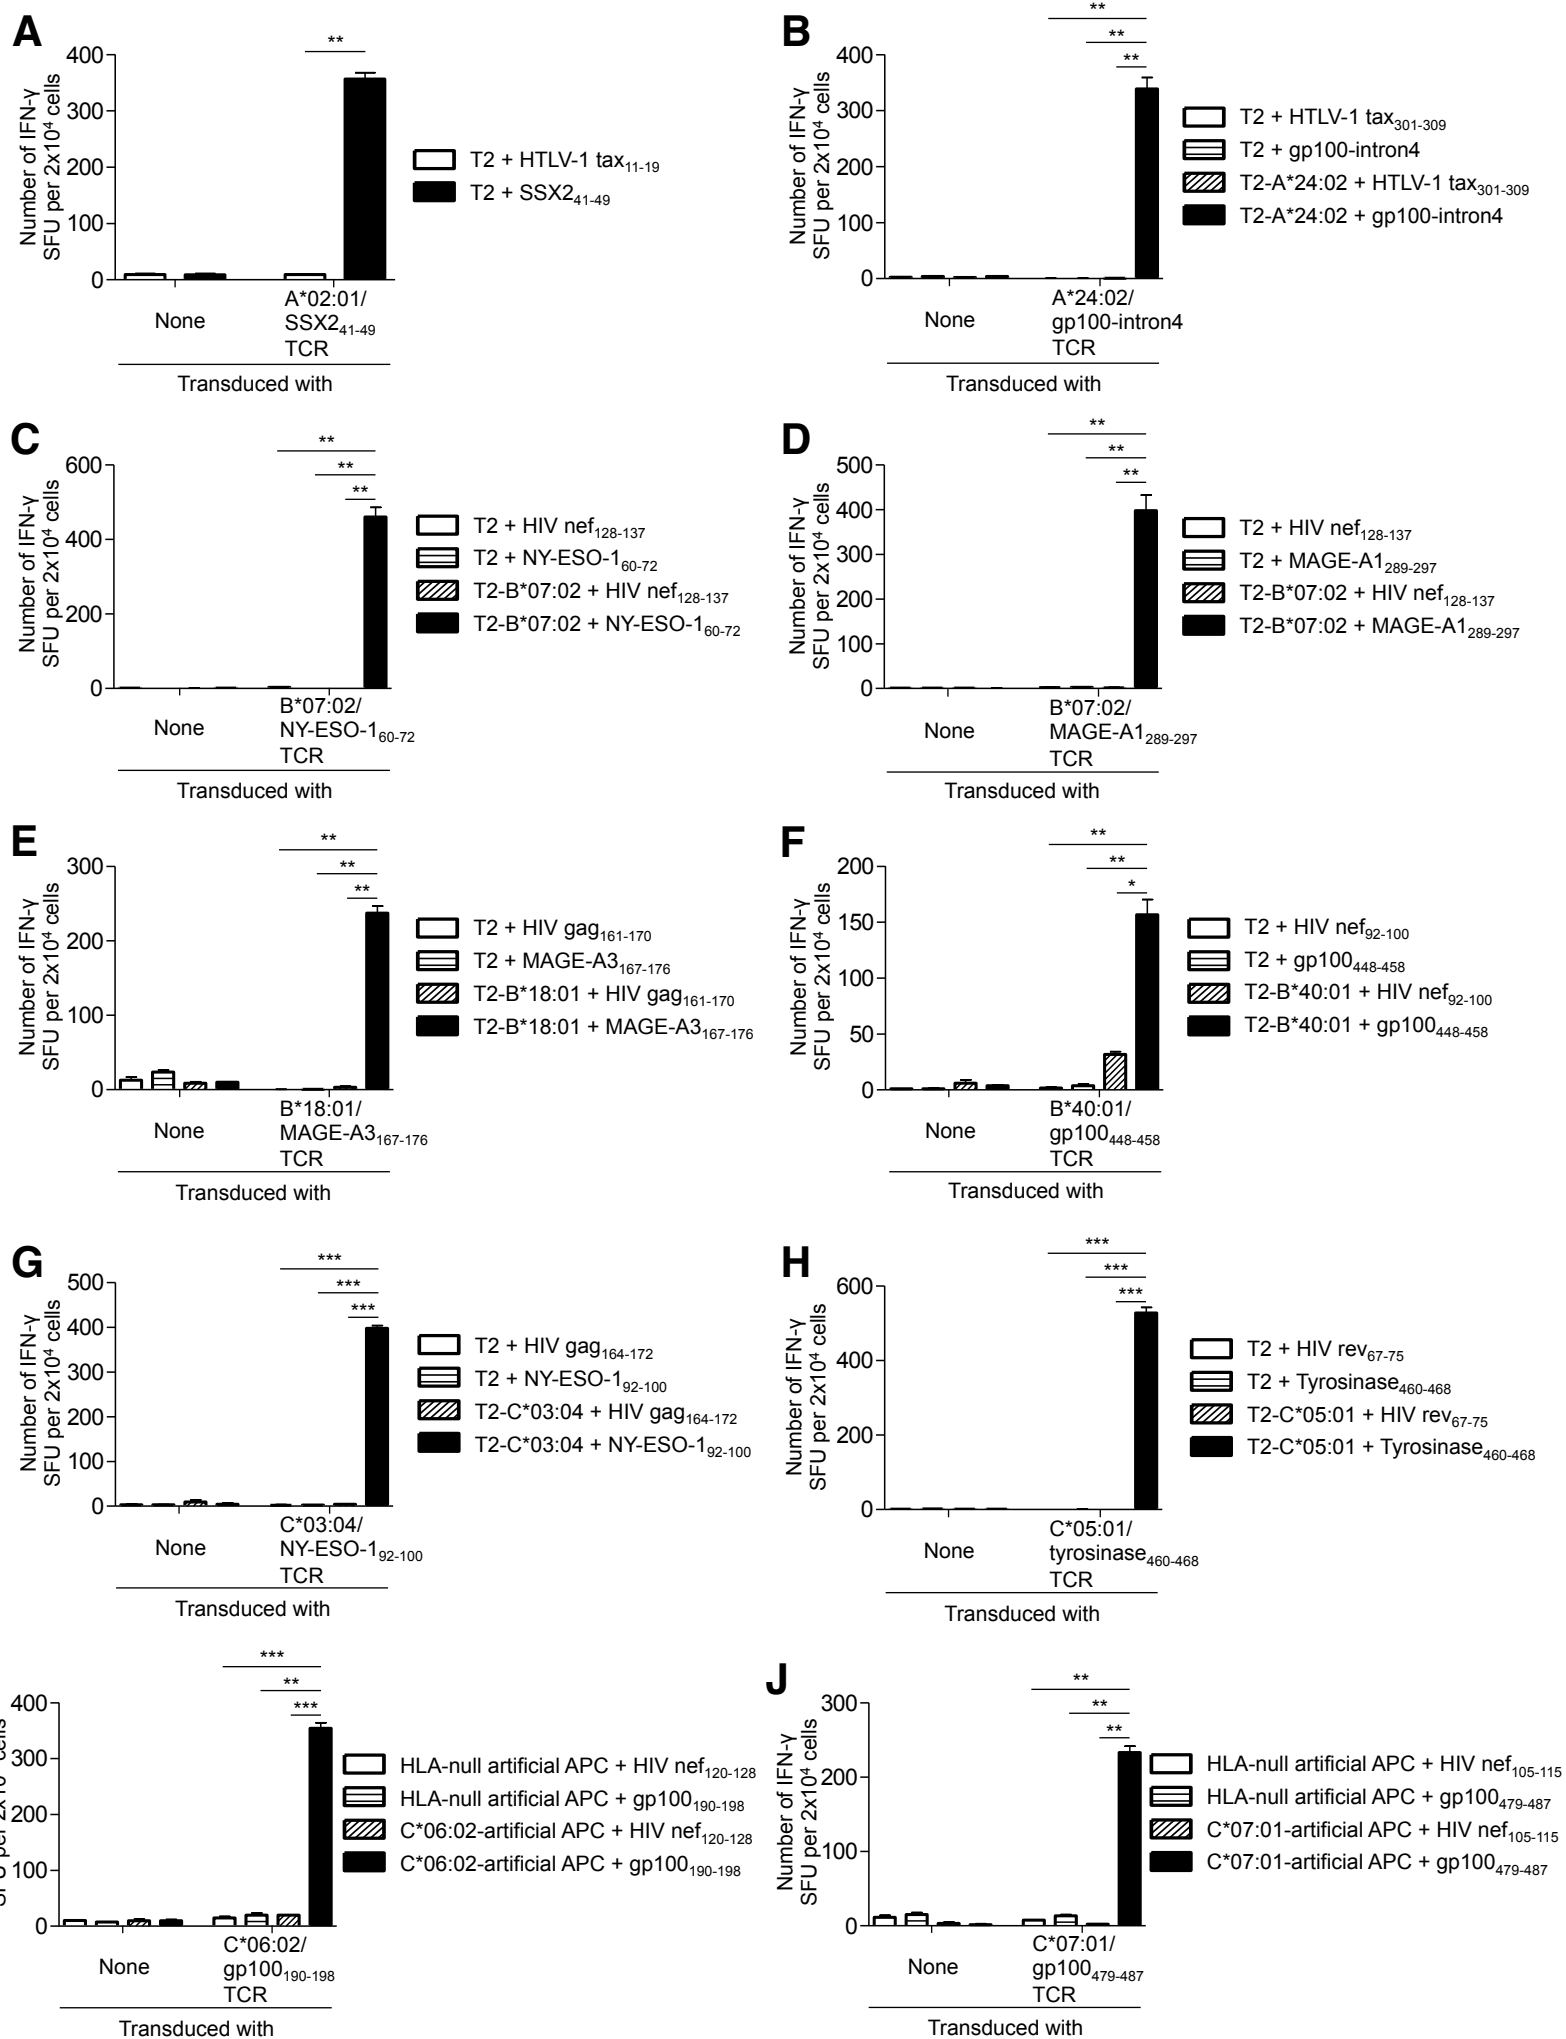 A
**
400
300
200
100
0
Number of IFN-γ
SFU per 2x10⁴ cells
T2 + HTLV-1 tax₁₁₋₁₉
T2 + SSX2₄₁₋₄₉
None
A*02:01/
SSX2₄₁₋₄₉
TCR
Transduced with
B
**
**
**
400
300
200
100
0
Number of IFN-γ
SFU per 2x10⁴ cells
T2 + HTLV-1 tax₃₀₁₋₃₀₉
T2 + gp100-intron4
T2-A*24:02 + HTLV-1 tax₃₀₁₋₃₀₉
T2-A*24:02 + gp100-intron4
None
A*24:02/
gp100-intron4
TCR
Transduced with
C
**
**
**
600
400
200
0
Number of IFN-γ
SFU per 2x10⁴ cells
T2 + HIV nef₁₂₈₋₁₃₇
T2 + NY-ESO-1₆₀₋₇₂
T2-B*07:02 + HIV nef₁₂₈₋₁₃₇
T2-B*07:02 + NY-ESO-1₆₀₋₇₂
None
B*07:02/
NY-ESO-1₆₀₋₇₂
TCR
Transduced with
D
**
**
**
500
400
300
200
100
0
Number of IFN-γ
SFU per 2x10⁴ cells
T2 + HIV nef₁₂₈₋₁₃₇
T2 + MAGE-A1₂₈₉₋₂₉₇
T2-B*07:02 + HIV nef₁₂₈₋₁₃₇
T2-B*07:02 + MAGE-A1₂₈₉₋₂₉₇
None
B*07:02/
MAGE-A1₂₈₉₋₂₉₇
TCR
Transduced with
E
**
**
**
300
200
100
0
Number of IFN-γ
SFU per 2x10⁴ cells
T2 + HIV gag₁₆₁₋₁₇₀
T2 + MAGE-A3₁₆₇₋₁₇₆
T2-B*18:01 + HIV gag₁₆₁₋₁₇₀
T2-B*18:01 + MAGE-A3₁₆₇₋₁₇₆
None
B*18:01/
MAGE-A3₁₆₇₋₁₇₆
TCR
Transduced with
F
**
**
*
200
150
100
50
0
Number of IFN-γ
SFU per 2x10⁴ cells
T2 + HIV nef₉₂₋₁₀₀
T2 + gp100₄₄₈₋₄₅₈
T2-B*40:01 + HIV nef₉₂₋₁₀₀
T2-B*40:01 + gp100₄₄₈₋₄₅₈
None
B*40:01/
gp100₄₄₈₋₄₅₈
TCR
Transduced with
G
***
***
***
500
400
300
200
100
0
Number of IFN-γ
SFU per 2x10⁴ cells
T2 + HIV gag₁₆₄₋₁₇₂
T2 + NY-ESO-1₉₂₋₁₀₀
T2-C*03:04 + HIV gag₁₆₄₋₁₇₂
T2-C*03:04 + NY-ESO-1₉₂₋₁₀₀
None
C*03:04/
NY-ESO-1₉₂₋₁₀₀
TCR
Transduced with
H
***
***
***
600
400
200
0
Number of IFN-γ
SFU per 2x10⁴ cells
T2 + HIV rev₆₇₋₇₅
T2 + Tyrosinase₄₆₀₋₄₆₈
T2-C*05:01 + HIV rev₆₇₋₇₅
T2-C*05:01 + Tyrosinase₄₆₀₋₄₆₈
None
C*05:01/
tyrosinase₄₆₀₋₄₆₈
TCR
Transduced with
***
**
***
400
300
200
100
0
HLA-null artificial APC + HIV nef₁₂₀₋₁₂₈
HLA-null artificial APC + gp100₁₉₀₋₁₉₈
C*06:02-artificial APC + HIV nef₁₂₀₋₁₂₈
C*06:02-artificial APC + gp100₁₉₀₋₁₉₈
None
C*06:02/
gp100₁₉₀₋₁₉₈
TCR
Transduced with
J
**
**
**
300
200
100
0
Number of IFN-γ
SFU per 2x10⁴ cells
HLA-null artificial APC + HIV nef₁₀₅₋₁₁₅
HLA-null artificial APC + gp100₄₇₉₋₄₈₇
C*07:01-artificial APC + HIV nef₁₀₅₋₁₁₅
C*07:01-artificial APC + gp100₄₇₉₋₄₈₇
None
C*07:01/
gp100₄₇₉₋₄₈₇
TCR
Transduced with